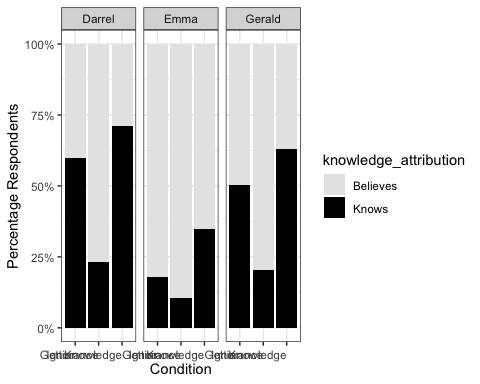 Darrel Emma Gerald
100%
75%
50%
25%
0%
Percentage Respondents
Condition
knowledge_attribution
Believes
Knows